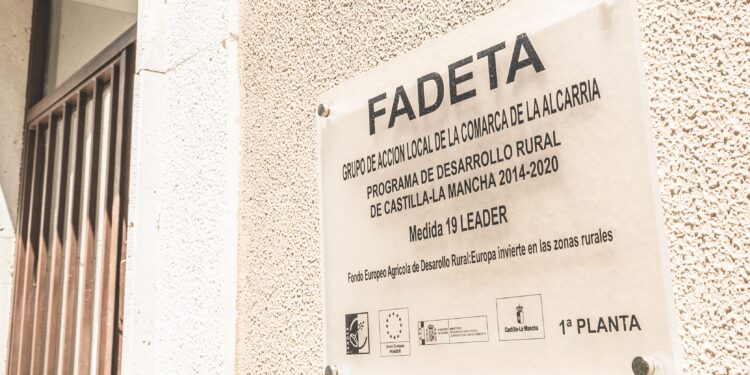 FADETA
GRUPO DE ACCION LOCAL DE LA COMARCA DE LA ALCARRIA
PROGRAMA DE DESARROLLO RURAL
DE CASTILLA-LA MANCHA 2014-2020
Medida 19 LEADER
Fondo Europeo Agricola de Desarollo Rural:Europa invierte en las zonas rurales
Castilla-La Mancha
1ª PLANTA